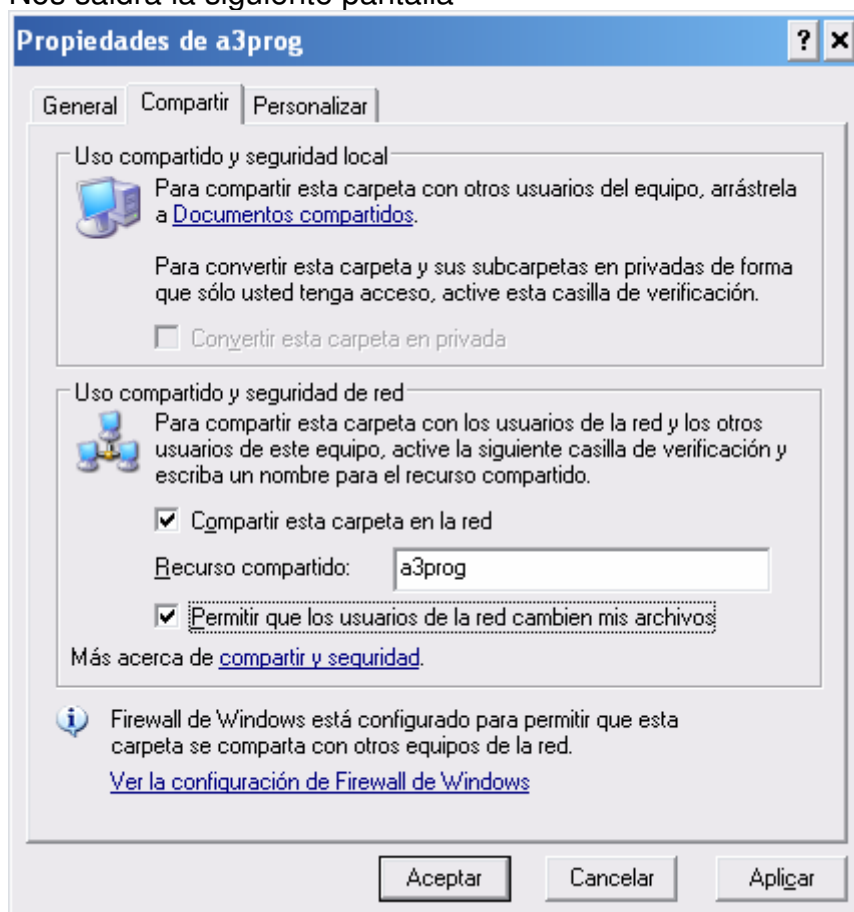 Nos saldrá la siguiente pantalla
Propiedades de a3prog
General Compartir Personalizar
Uso compartido y seguridad local
Para compartir esta carpeta con otros usuarios del equipo, arrástrela
a Documentos compartidos.
Para convertir esta carpeta y sus subcarpetas en privadas de forma
que sólo usted tenga acceso, active esta casilla de verificación.
Convertir esta carpeta en privada
Uso compartido y seguridad de red
Para compartir esta carpeta con los usuarios de la red y los otros
usuarios de este equipo, active la siguiente casilla de verificación y
escriba un nombre para el recurso compartido.
Compartir esta carpeta en la red
Recurso compartido: a3prog
Permitir que los usuarios de la red cambien mis archivos
Más acerca de compartir y seguridad.
Firewall de Windows está configurado para permitir que esta
carpeta se comparta con otros equipos de la red.
Ver la configuración de Firewall de Windows
Aceptar Cancelar Aplicar